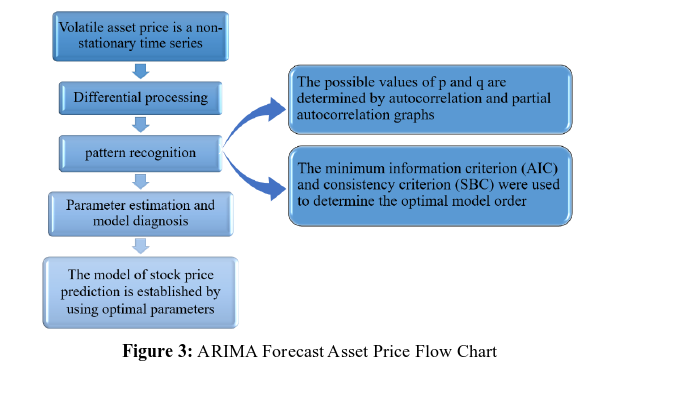 Volatile asset price is a non-
stationary time series
Differential processing
pattern recognition
The possible values of p and q are
determined by autocorrelation and partial
autocorrelation graphs
The minimum information criterion (AIC)
and consistency criterion (SBC) were used
to determine the optimal model order
Parameter estimation and
model diagnosis
The model of stock price
prediction is established by
using optimal parameters
Figure 3: ARIMA Forecast Asset Price Flow Chart